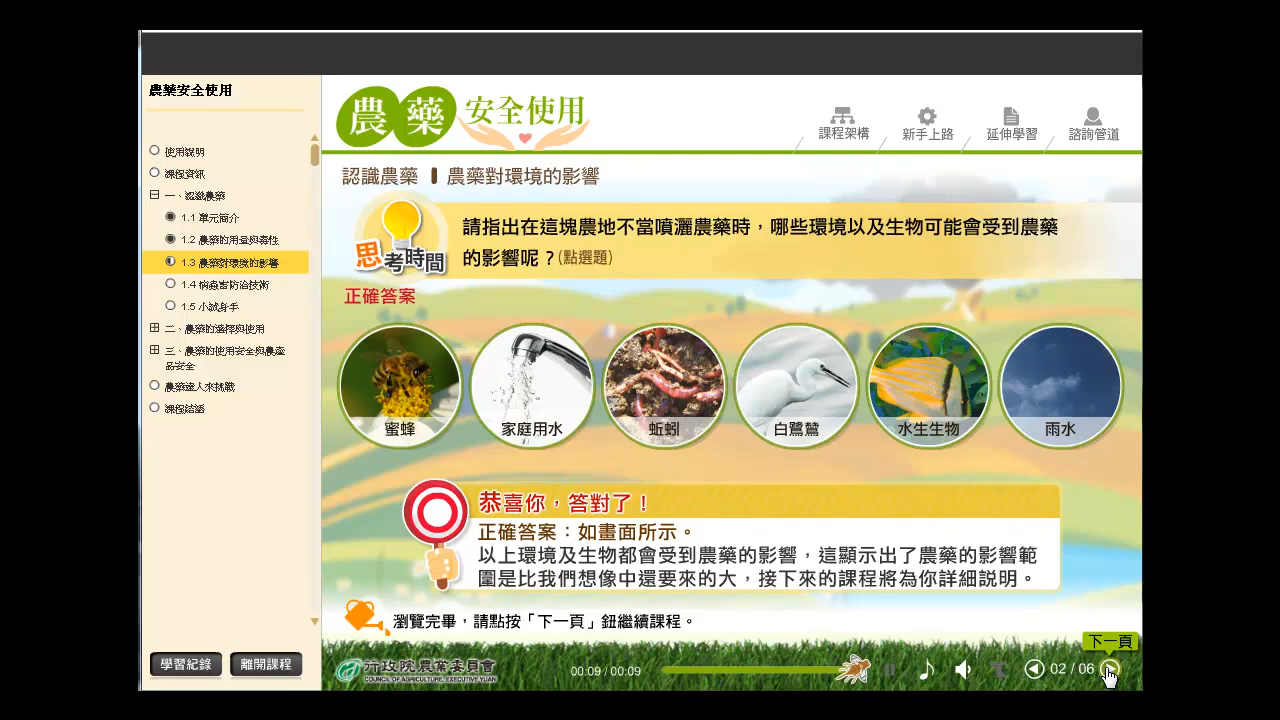 農藥安全使用
使用說明
課程資訊
一、認識農藥
1.1 單元簡介
1.2 農藥的用量與毒性
1.3 農藥對環境的影響
1.4 病蟲害防治技術
1.5 小試身手
二、農藥的選擇與使用
三、農藥的使用安全與農產
品安全
農藥達人來挑戰
課程總結
學習紀錄
離開課程
農藥 安全使用
課程架構
新手上路
延伸學習
諮詢管道
認識農藥 農藥對環境的影響
思考時間
請指出在這塊農地不當噴灑農藥時，哪些環境以及生物可能會受到農藥
的影響呢？(點選題)
正確答案
蜜蜂
家庭用水
蚯蚓
白鷺鷥
水生生物
雨水
恭喜你，答對了！
正確答案：如畫面所示。
以上環境及生物都會受到農藥的影響，這顯示出了農藥的影響範
圍是比我們想像中還要來的大，接下來的課程將為你詳細說明。
瀏覽完畢，請點按「下一頁」鈕繼續課程。
下一頁
行政院農業委員會
COUNCIL OF AGRICULTURE, EXECUTIVE YUAN
00:09 / 00:09
02 / 06